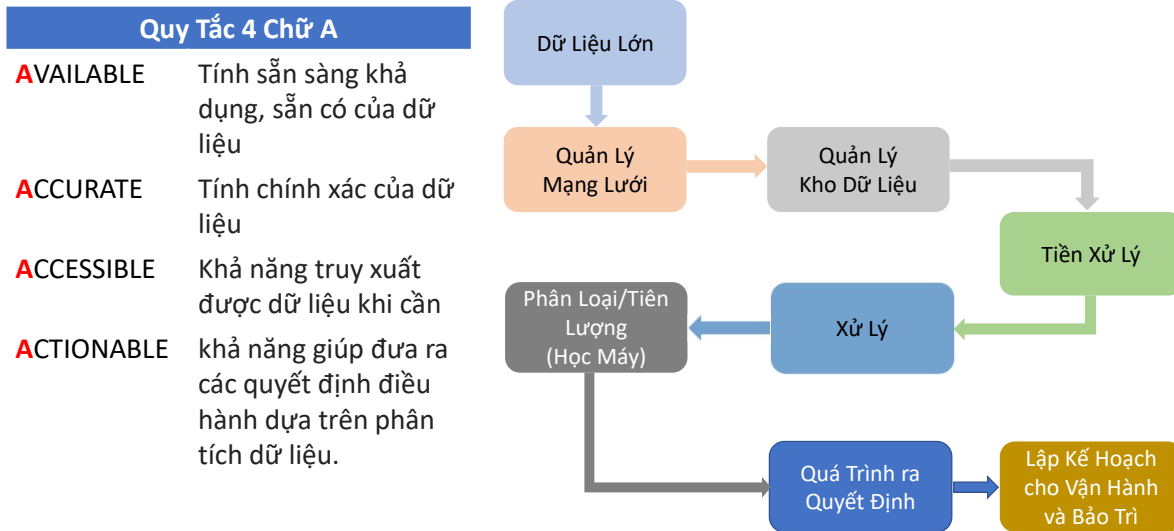 Quy Tắc 4 Chữ A
AVAILABLE Tính sẵn sàng khả
dụng, sẵn có của dữ
liệu
ACCURATE Tính chính xác của dữ
liệu
ACCESSIBLE Khả năng truy xuất
được dữ liệu khi cần
ACTIONABLE khả năng giúp đưa ra
các quyết định điều
hành dựa trên phân
tích dữ liệu.
Dữ Liệu Lớn
Quản Lý
Mạng Lưới
Quản Lý
Kho Dữ Liệu
Tiền Xử Lý
Xử Lý
Phân Loại/Tiên
Lượng
(Học Máy)
Quá Trình ra
Quyết Định
Lập Kế Hoạch
cho Vận Hành
và Bảo Trì